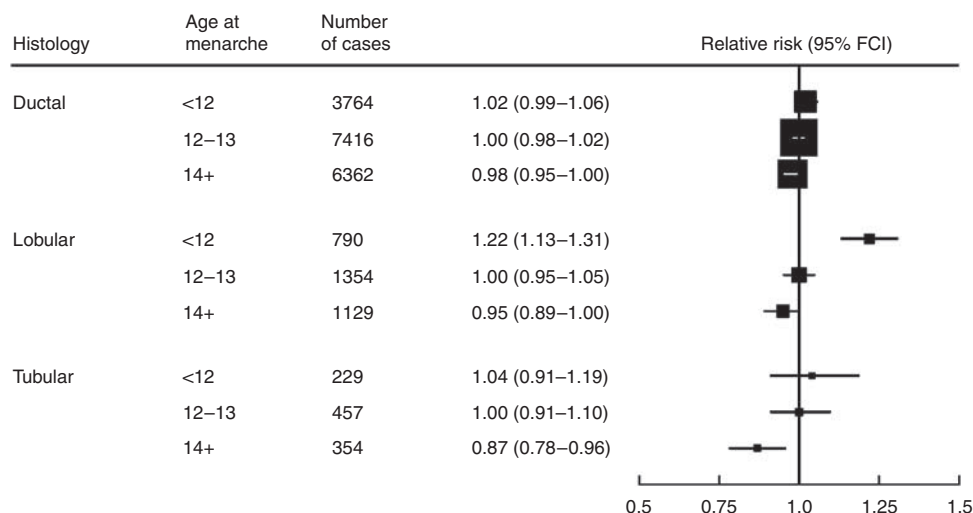 Histology Age at menarche Number of cases Relative risk (95% FCI)
Ductal <12 3764 1.02 (0.99–1.06)
12–13 7416 1.00 (0.98–1.02)
14+ 6362 0.98 (0.95–1.00)
Lobular <12 790 1.22 (1.13–1.31)
12–13 1354 1.00 (0.95–1.05)
14+ 1129 0.95 (0.89–1.00)
Tubular <12 229 1.04 (0.91–1.19)
12–13 457 1.00 (0.91–1.10)
14+ 354 0.87 (0.78–0.96)
0.5 0.75 1.0 1.25 1.5